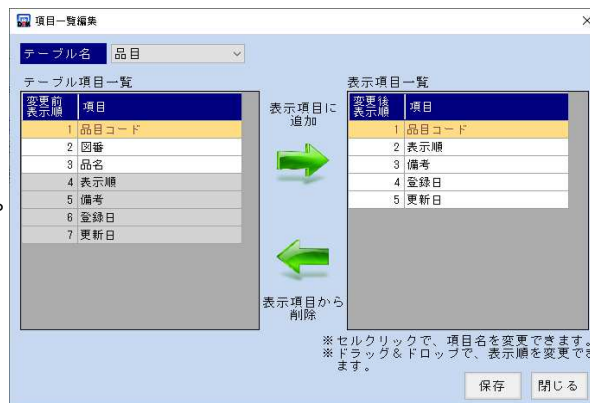 項目一覧編集
テーブル名 品目
テーブル項目一覧
変更前
表示順 項目
1 品目コード
2 図番
3 品名
4 表示順
5 備考
6 登録日
7 更新日
表示項目に
追加
表示項目から
削除
表示項目一覧
変更後
表示順 項目
1 品目コード
2 表示順
3 備考
4 登録日
5 更新日
※セルクリックで、項目名を変更できます。
※ドラッグ&ドロップで、表示順を変更でき
ます。
保存 閉じる